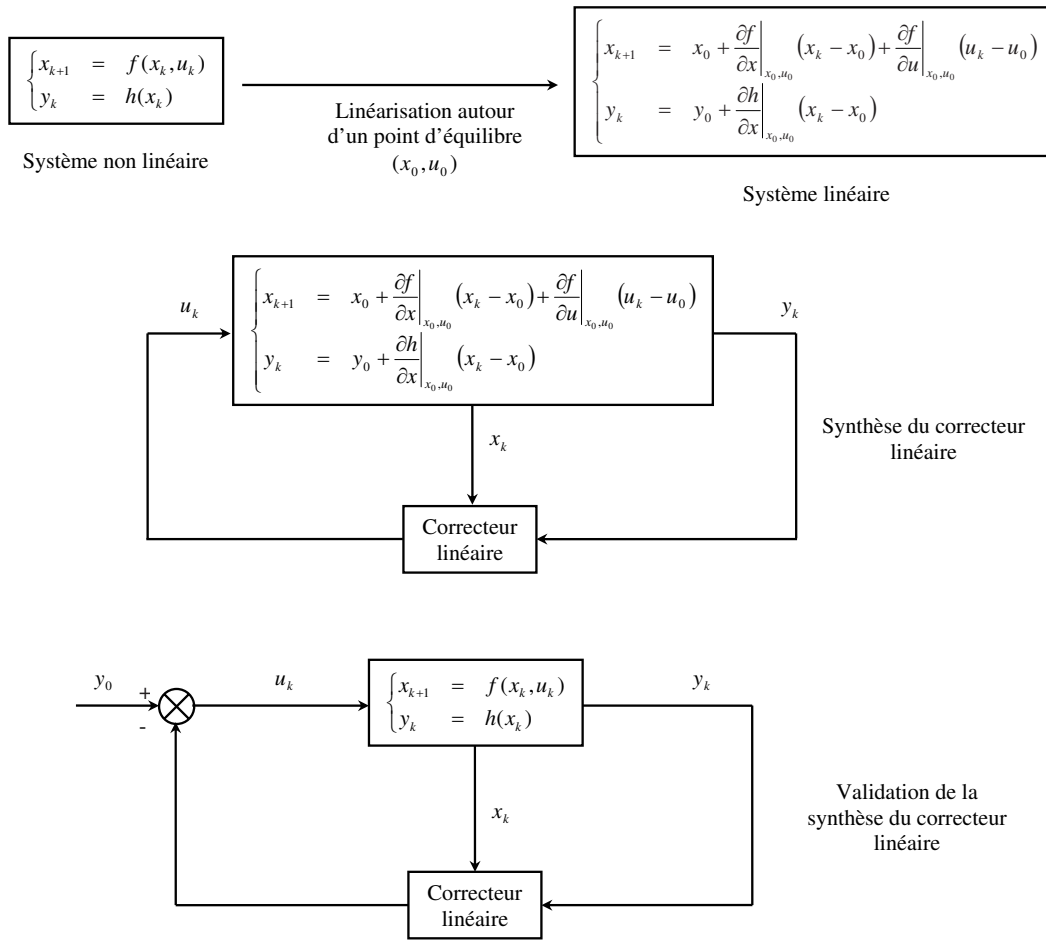 { x_{k+1} = f(x_k, u_k)
y_k = h(x_k)
Système non linéaire
Linéarisation autour
d'un point d'équilibre
(x_0, u_0)
{ x_{k+1} = x_0 + ∂f/∂x|_{x_0,u_0} (x_k − x_0) + ∂f/∂u|_{x_0,u_0} (u_k − u_0)
y_k = y_0 + ∂h/∂x|_{x_0,u_0} (x_k − x_0)
Système linéaire
u_k
{ x_{k+1} = x_0 + ∂f/∂x|_{x_0,u_0} (x_k − x_0) + ∂f/∂u|_{x_0,u_0} (u_k − u_0)
y_k = y_0 + ∂h/∂x|_{x_0,u_0} (x_k − x_0)
y_k
x_k
Correcteur
linéaire
Synthèse du correcteur
linéaire
y_0
+
-
u_k
{ x_{k+1} = f(x_k, u_k)
y_k = h(x_k)
y_k
x_k
Correcteur
linéaire
Validation de la
synthèse du correcteur
linéaire